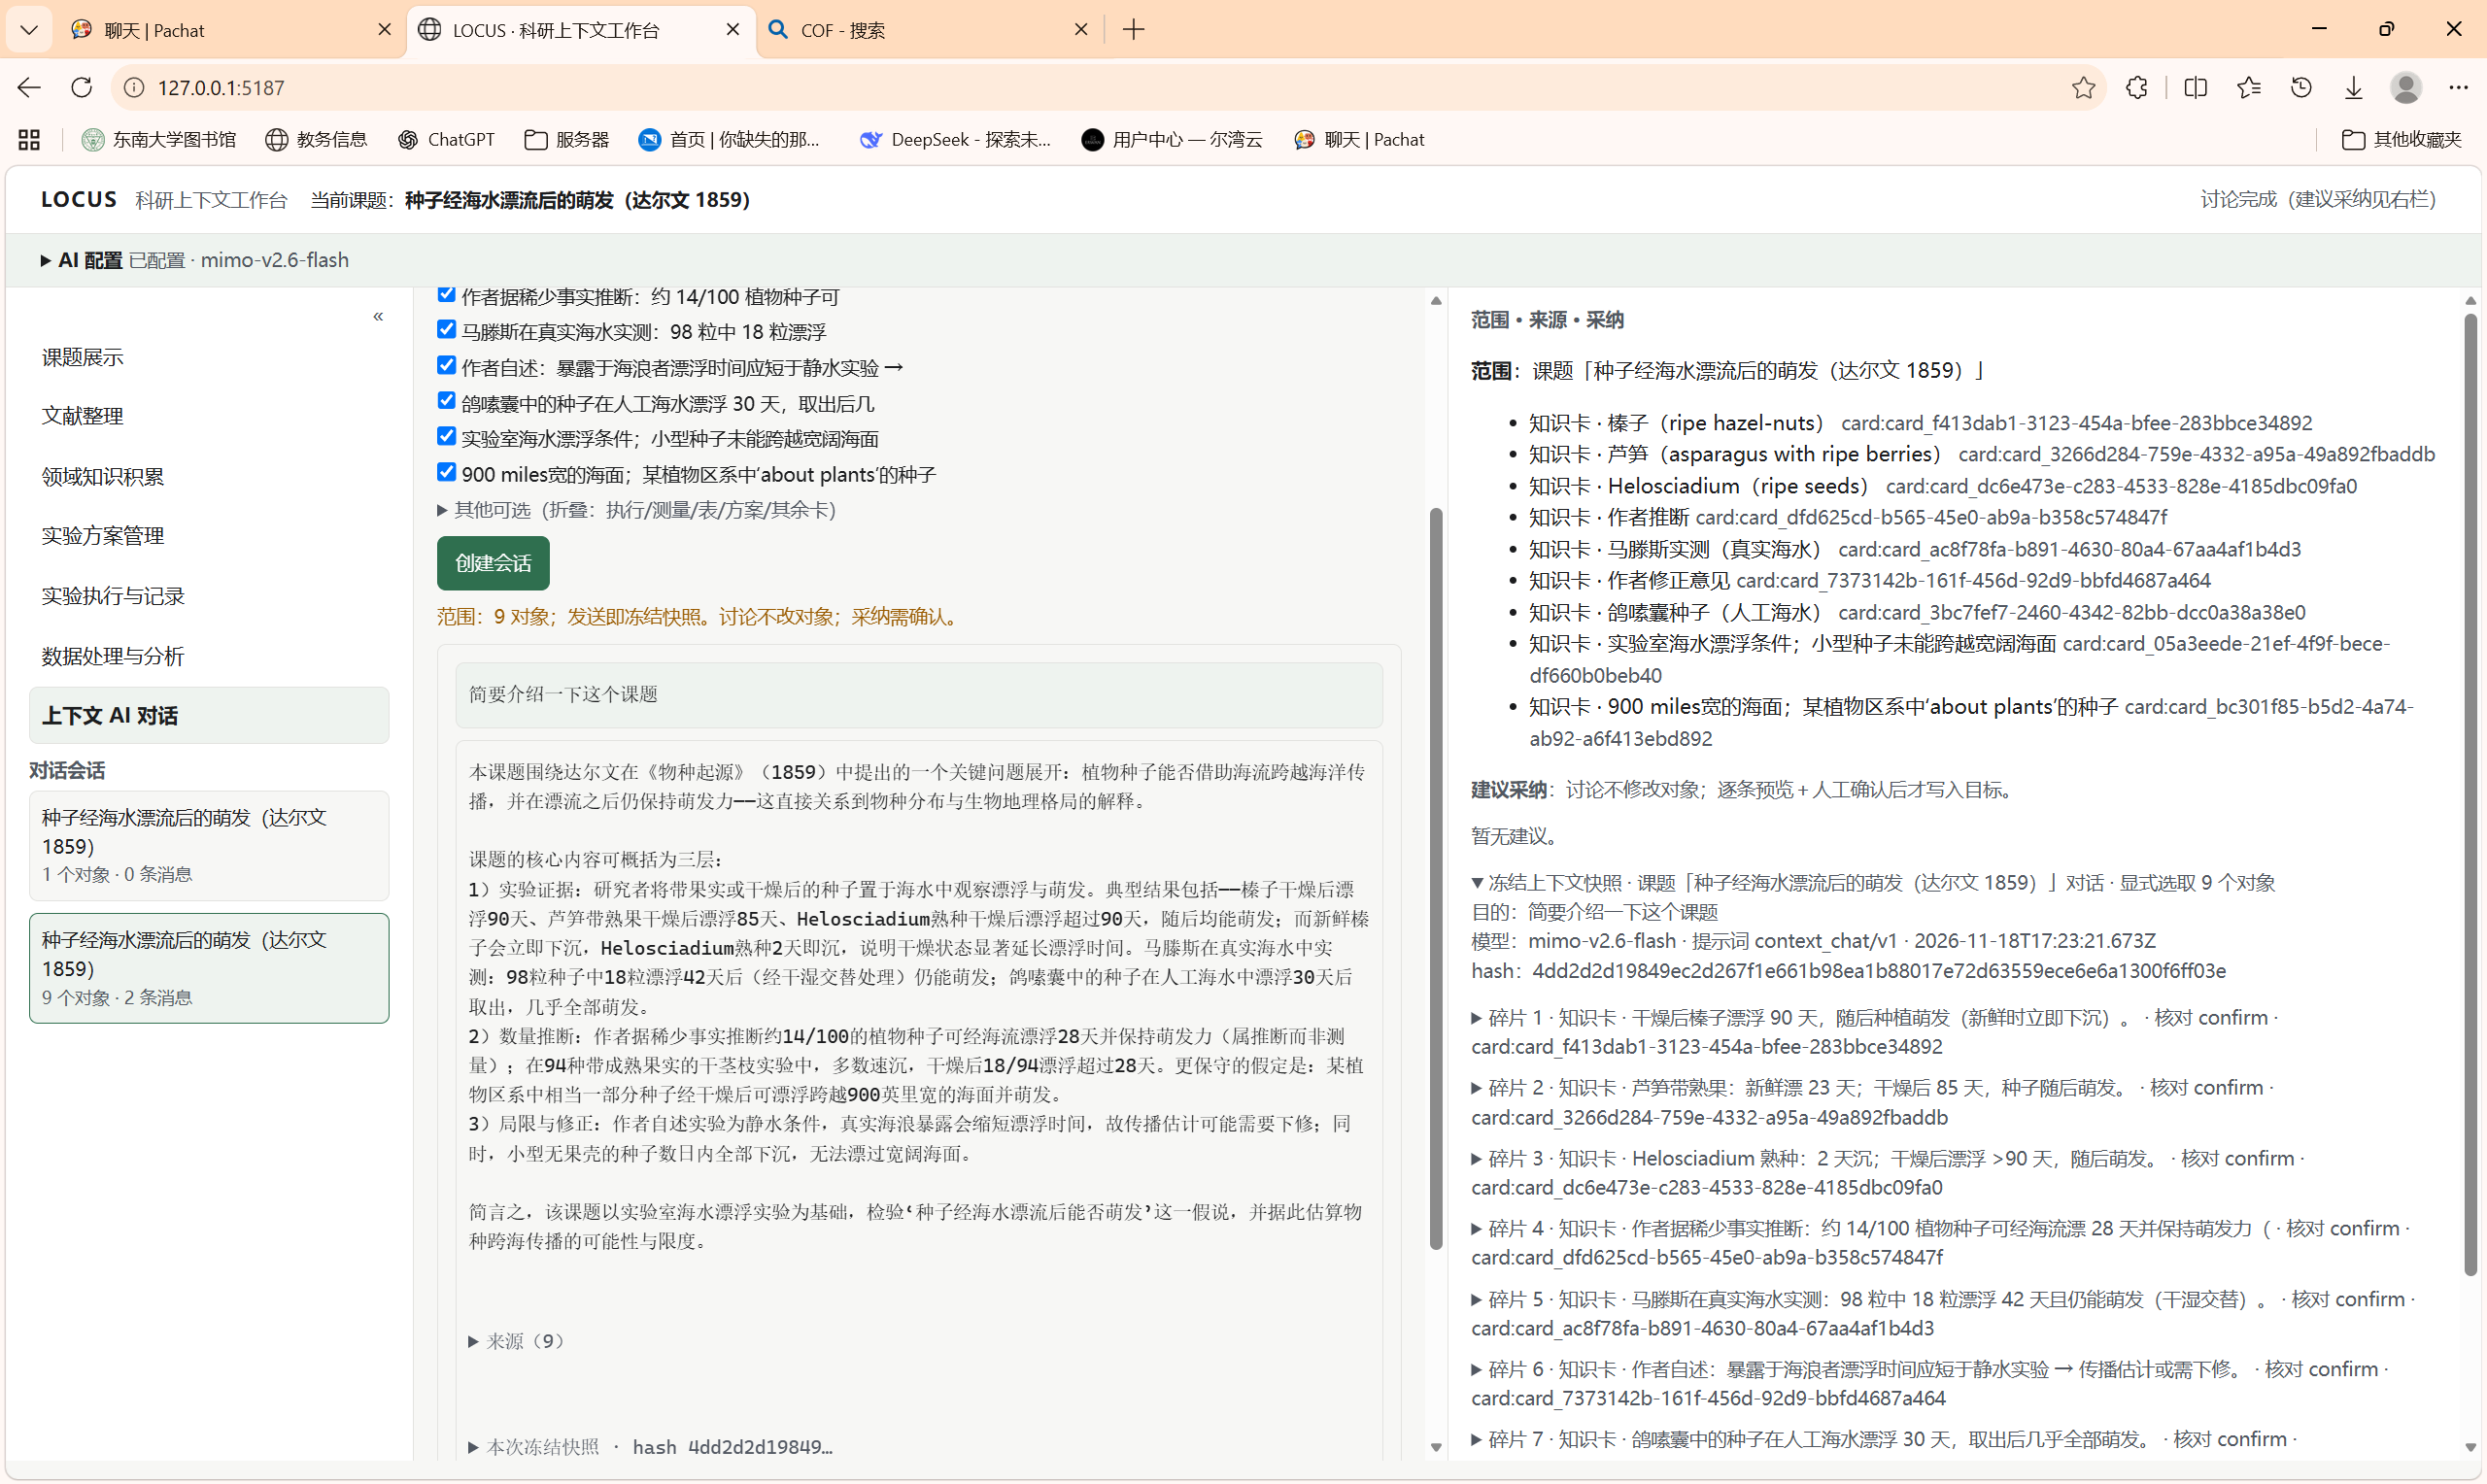 聊天 | Pachat
LOCUS · 科研上下文工作台
COF - 搜索
127.0.0.1:5187
东南大学图书馆
教务信息
ChatGPT
服务器
首页 | 你缺失的那...
DeepSeek - 探索未...
用户中心 — 尔湾云
聊天 | Pachat
其他收藏夹
LOCUS 科研上下文工作台 当前课题：种子经海水漂流后的萌发（达尔文 1859）
讨论完成（建议采纳见右栏）
▶ AI 配置 已配置 · mimo-v2.6-flash
«
课题展示
文献整理
领域知识积累
实验方案管理
实验执行与记录
数据处理与分析
上下文 AI 对话
对话会话
种子经海水漂流后的萌发（达尔文
1859）
1 个对象 · 0 条消息
种子经海水漂流后的萌发（达尔文
1859）
9 个对象 · 2 条消息
作者据稀少事实推断：约 14/100 植物种子可
马滕斯在真实海水实测：98 粒中 18 粒漂浮
作者自述：暴露于海浪者漂浮时间应短于静水实验 →
鸽嗉囊中的种子在人工海水漂浮 30 天，取出后几
实验室海水漂浮条件；小型种子未能跨越宽阔海面
900 miles宽的海面；某植物区系中‘about plants’的种子
▶ 其他可选（折叠：执行/测量/表/方案/其余卡）
创建会话
范围：9 对象；发送即冻结快照。讨论不改对象；采纳需确认。
简要介绍一下这个课题
本课题围绕达尔文在《物种起源》（1859）中提出的一个关键问题展开：植物种子能否借助海流跨越海洋传
播，并在漂流之后仍保持萌发力——这直接关系到物种分布与生物地理格局的解释。
课题的核心内容可概括为三层：
1）实验证据：研究者将带果实或干燥后的种子置于海水中观察漂浮与萌发。典型结果包括——榛子干燥后漂
浮90天、芦笋带熟果干燥后漂浮85天、Helosciadium熟种干燥后漂浮超过90天，随后均能萌发；而新鲜榛
子会立即下沉，Helosciadium熟种2天即沉，说明干燥状态显著延长漂浮时间。马滕斯在真实海水中实
测：98粒种子中18粒漂浮42天后（经干湿交替处理）仍能萌发；鸽嗉囊中的种子在人工海水中漂浮30天后
取出，几乎全部萌发。
2）数量推断：作者据稀少事实推断约14/100的植物种子可经海流漂浮28天并保持萌发力（属推断而非测
量）；在94种带成熟果实的干茎枝实验中，多数速沉，干燥后18/94漂浮超过28天。更保守的假定是：某植
物区系中相当一部分种子经干燥后可漂浮跨越900英里宽的海面并萌发。
3）局限与修正：作者自述实验为静水条件，真实海浪暴露会缩短漂浮时间，故传播估计可能需要下修；同
时，小型无果壳的种子数日内全部下沉，无法漂过宽阔海面。
简言之，该课题以实验室海水漂浮实验为基础，检验‘种子经海水漂流后能否萌发’这一假说，并据此估算物
种跨海传播的可能性与限度。
▶ 来源（9）
▶ 本次冻结快照 · hash 4dd2d2d19849…
范围 • 来源 • 采纳
范围：课题「种子经海水漂流后的萌发（达尔文 1859）」
• 知识卡 · 榛子（ripe hazel-nuts） card:card_f413dab1-3123-454a-bfee-283bbce34892
• 知识卡 · 芦笋（asparagus with ripe berries） card:card_3266d284-759e-4332-a95a-49a892fbaddb
• 知识卡 · Helosciadium（ripe seeds） card:card_dc6e473e-c283-4533-828e-4185dbc09fa0
• 知识卡 · 作者推断 card:card_dfd625cd-b565-45e0-ab9a-b358c574847f
• 知识卡 · 马滕斯实测（真实海水） card:card_ac8f78fa-b891-4630-80a4-67aa4af1b4d3
• 知识卡 · 作者修正意见 card:card_7373142b-161f-456d-92d9-bbfd4687a464
• 知识卡 · 鸽嗉囊种子（人工海水） card:card_3bc7fef7-2460-4342-82bb-dcc0a38a38e0
• 知识卡 · 实验室海水漂浮条件；小型种子未能跨越宽阔海面 card:card_05a3eede-21ef-4f9f-bece-
df660b0beb40
• 知识卡 · 900 miles宽的海面；某植物区系中‘about plants’的种子 card:card_bc301f85-b5d2-4a74-
ab92-a6f413ebd892
建议采纳：讨论不修改对象；逐条预览 + 人工确认后才写入目标。
暂无建议。
▼ 冻结上下文快照 · 课题「种子经海水漂流后的萌发（达尔文 1859）」对话 · 显式选取 9 个对象
目的：简要介绍一下这个课题
模型：mimo-v2.6-flash · 提示词 context_chat/v1 · 2026-11-18T17:23:21.673Z
hash：4dd2d2d19849ec2d267f1e661b98ea1b88017e72d63559ece6e6a1300f6ff03e
▶ 碎片 1 · 知识卡 · 干燥后榛子漂浮 90 天，随后种植萌发（新鲜时立即下沉）。 · 核对 confirm ·
card:card_f413dab1-3123-454a-bfee-283bbce34892
▶ 碎片 2 · 知识卡 · 芦笋带熟果：新鲜漂 23 天；干燥后 85 天，种子随后萌发。 · 核对 confirm ·
card:card_3266d284-759e-4332-a95a-49a892fbaddb
▶ 碎片 3 · 知识卡 · Helosciadium 熟种：2 天沉；干燥后漂浮 >90 天，随后萌发。 · 核对 confirm ·
card:card_dc6e473e-c283-4533-828e-4185dbc09fa0
▶ 碎片 4 · 知识卡 · 作者据稀少事实推断：约 14/100 植物种子可经海流漂 28 天并保持萌发力（ · 核对 confirm ·
card:card_dfd625cd-b565-45e0-ab9a-b358c574847f
▶ 碎片 5 · 知识卡 · 马滕斯在真实海水实测：98 粒中 18 粒漂浮 42 天且仍能萌发（干湿交替）。 · 核对 confirm ·
card:card_ac8f78fa-b891-4630-80a4-67aa4af1b4d3
▶ 碎片 6 · 知识卡 · 作者自述：暴露于海浪者漂浮时间应短于静水实验 → 传播估计或需下修。 · 核对 confirm ·
card:card_7373142b-161f-456d-92d9-bbfd4687a464
▶ 碎片 7 · 知识卡 · 鸽嗉囊中的种子在人工海水漂浮 30 天，取出后几乎全部萌发。 · 核对 confirm ·